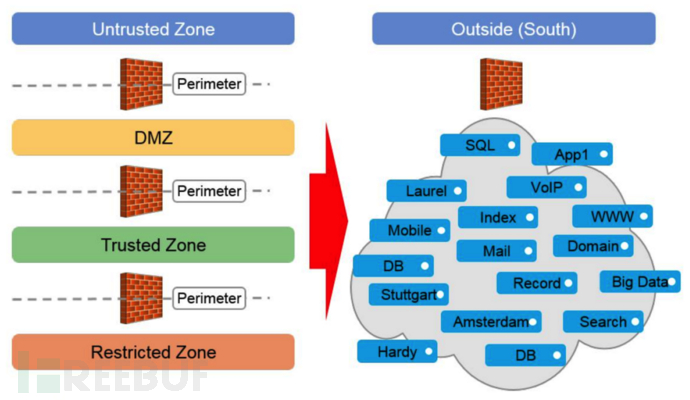 Untrusted Zone
Perimeter
DMZ
Perimeter
Trusted Zone
Perimeter
Restricted Zone
Outside (South)
SQL
App1
Laurel
VoIP
Index
WWW
Mobile
Mail
Domain
DB
Record
Big Data
Stuttgart
Amsterdam
Search
Hardy
DB
FREEBUF